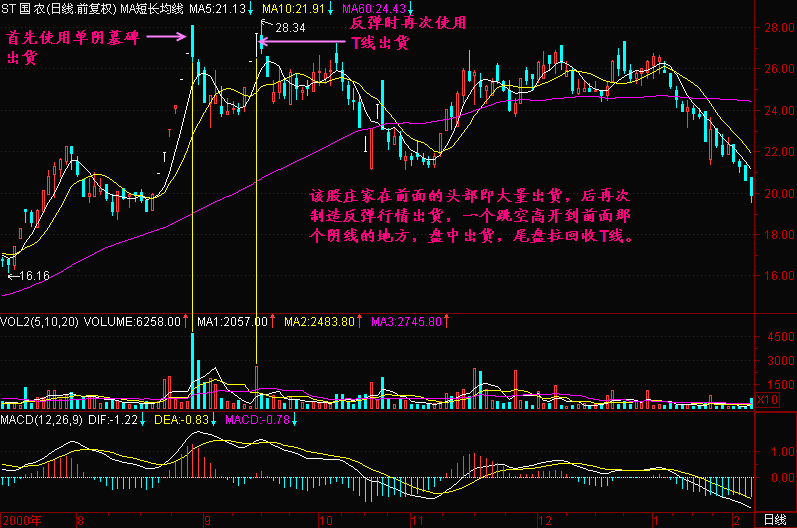 ST 国 农(日线.前复权) MA短长均线 MA5:21.13↓ MA10:21.91↓ MA60:24.43↓
首先使用单阴墓碑
出货
28.34
反弹时再次使用
T线出货
28.00
26.00
24.00
22.00
20.00
18.00
16.00
该股庄家在前面的头部即大量出货，后再次
制造反弹行情出货，一个跳空高开到前面那
个阴线的地方，盘中出货，尾盘拉回收T线。
←16.16
VOL2(5,10,20) VOLUME:6258.00↑ MA1:2057.00↑ MA2:2483.80↑ MA3:2745.80↑
4500
3000
1500
X10
MACD(12,26,9) DIF:-1.22↓ DEA:-0.83↓ MACD:-0.78↓
1.00
0.00
2000年 8 9 10 11 12 1 2 日线